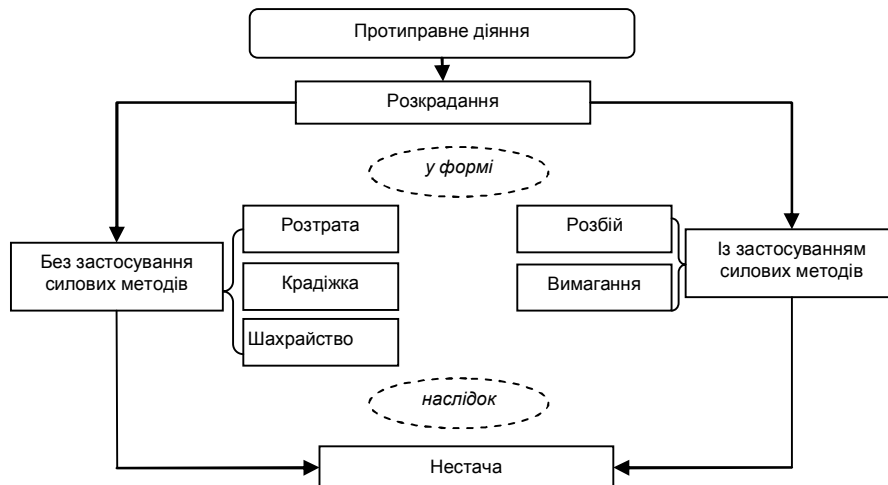 Протиправне діяння
Розкрадання
у формі
Розтрата
Розбій
Без застосування
силових методів
Із застосуванням
силових методів
Крадіжка
Вимагання
Шахрайство
наслідок
Нестача